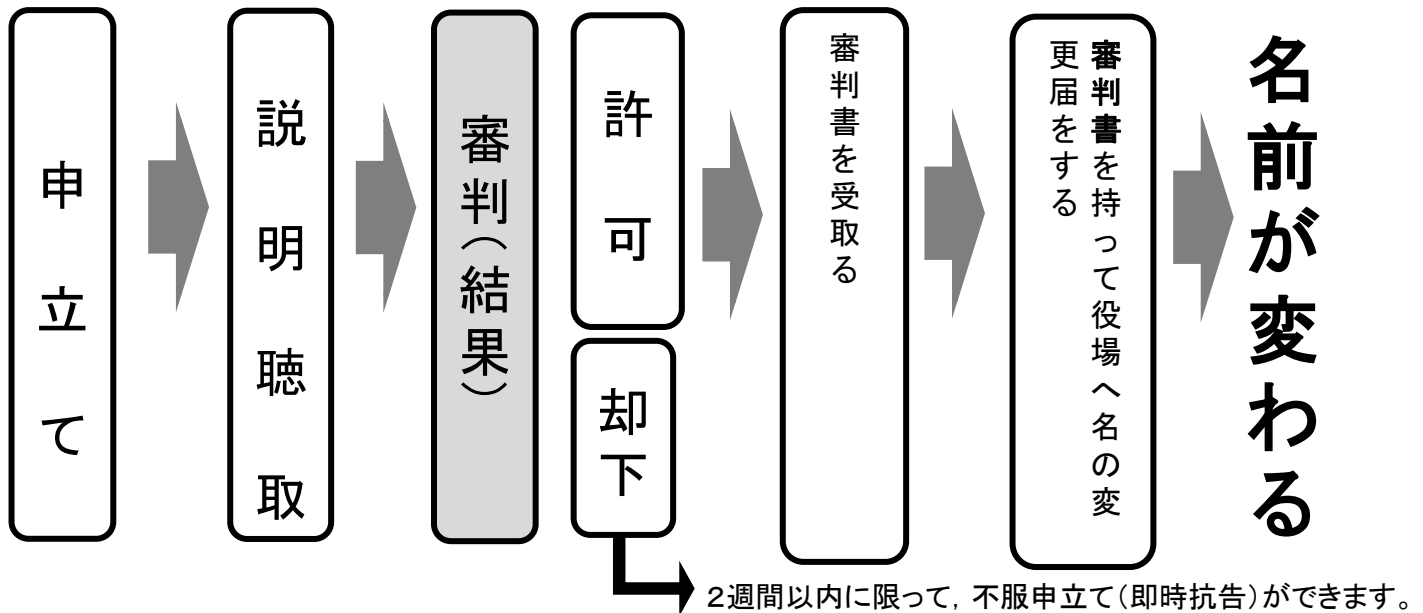 申立て
説明聴取
審判（結果）
許可
却下
審判書を受取る
審判書を持って役場へ名の変
更届をする
名前が変わる
２週間以内に限って，不服申立て（即時抗告）ができます。